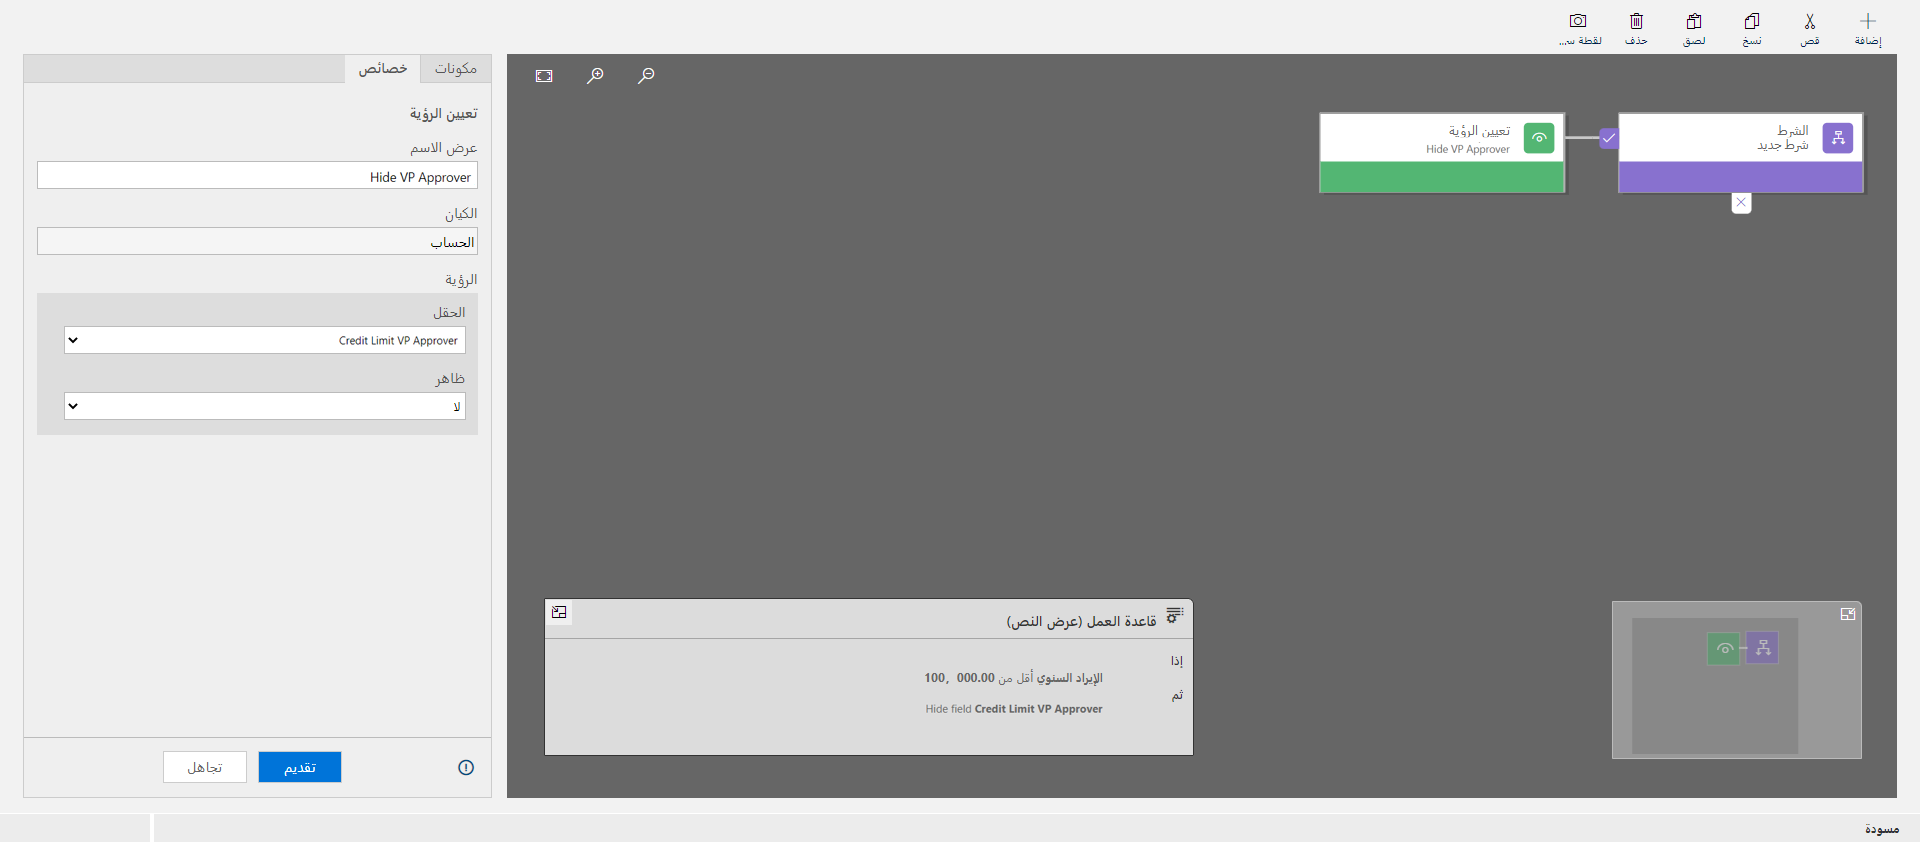 إضافة
قص
نسخ
لصق
حذف
لقطة سـ...
مكونات
خصائص
تعيين الرؤية
عرض الاسم
Hide VP Approver
الكيان
الحساب
الرؤية
الحقل
Credit Limit VP Approver
ظاهر
لا
تقديم
تجاهل
الشرط
شرط جديد
تعيين الرؤية
Hide VP Approver
قاعدة العمل (عرض النص)
إذا
الإيراد السنوي أقل من 100, 000.00
ثم
Hide field Credit Limit VP Approver
مسودة